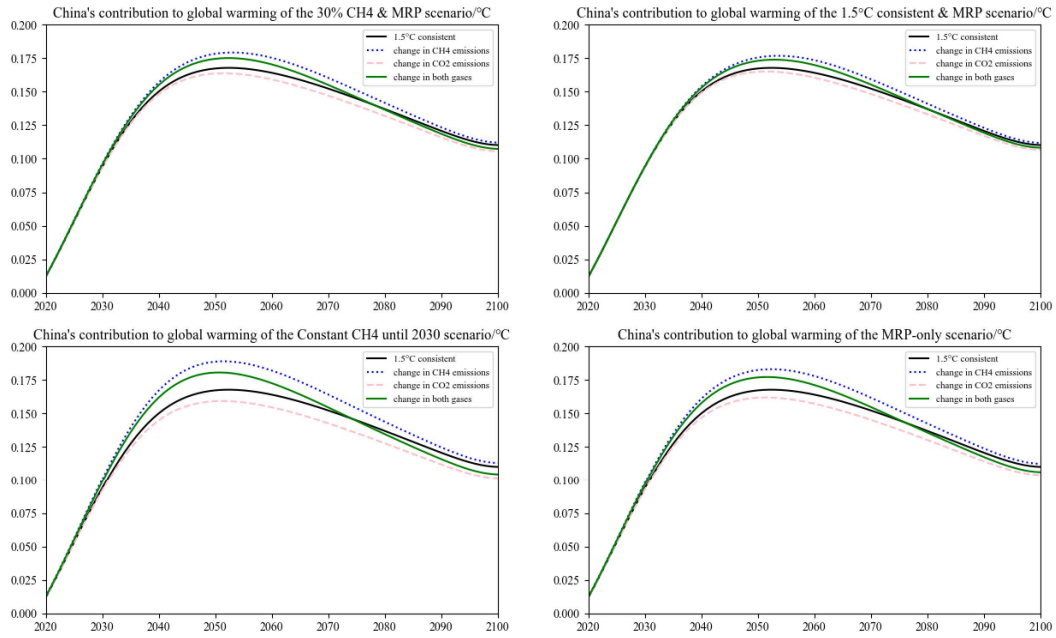 China's contribution to global warming of the 30% CH4 & MRP scenario/°C
0.200
0.175
0.150
0.125
0.100
0.075
0.050
0.025
0.000
2020 2030 2040 2050 2060 2070 2080 2090 2100
1.5°C consistent
change in CH4 emissions
change in CO2 emissions
change in both gases
China's contribution to global warming of the 1.5°C consistent & MRP scenario/°C
0.200
0.175
0.150
0.125
0.100
0.075
0.050
0.025
0.000
2020 2030 2040 2050 2060 2070 2080 2090 2100
1.5°C consistent
change in CH4 emissions
change in CO2 emissions
change in both gases
China's contribution to global warming of the Constant CH4 until 2030 scenario/°C
0.200
0.175
0.150
0.125
0.100
0.075
0.050
0.025
0.000
2020 2030 2040 2050 2060 2070 2080 2090 2100
1.5°C consistent
change in CH4 emissions
change in CO2 emissions
change in both gases
China's contribution to global warming of the MRP-only scenario/°C
0.200
0.175
0.150
0.125
0.100
0.075
0.050
0.025
0.000
2020 2030 2040 2050 2060 2070 2080 2090 2100
1.5°C consistent
change in CH4 emissions
change in CO2 emissions
change in both gases